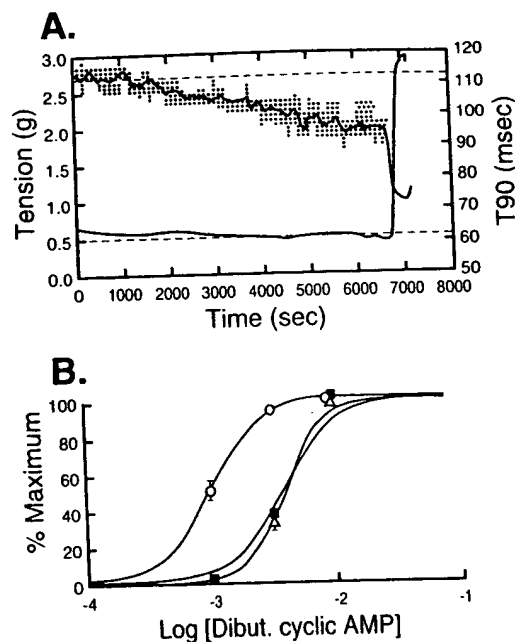 A.
3.0
2.5
2.0
1.5
1.0
0.5
0.0
Tension (g)
120
110
100
90
80
70
60
50
T90 (msec)
0 1000 2000 3000 4000 5000 6000 7000 8000
Time (sec)
B.
100
80
60
40
20
0
% Maximum
-4 -3 -2 -1
Log [Dibut. cyclic AMP]